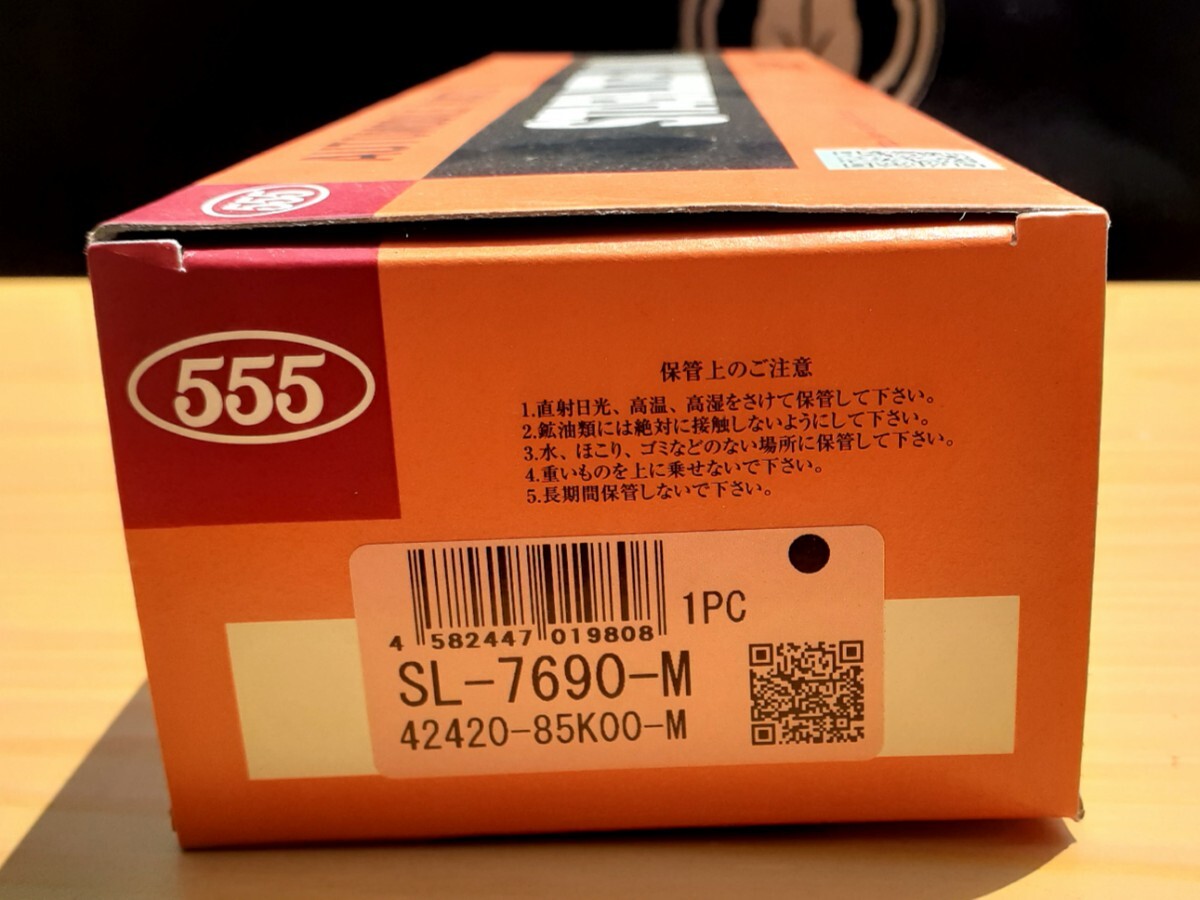 555
555
保管上のご注意
1.直射日光、高温、高湿をさけて保管して下さい。
2.鉱油類には絶対に接触しないようにして下さい。
3.水、ほこり、ゴミなどのない場所に保管して下さい。
4.重いものを上に乗せないで下さい。
5.長期間保管しないで下さい。
1PC
4 582447 019808
SL-7690-M
42420-85K00-M